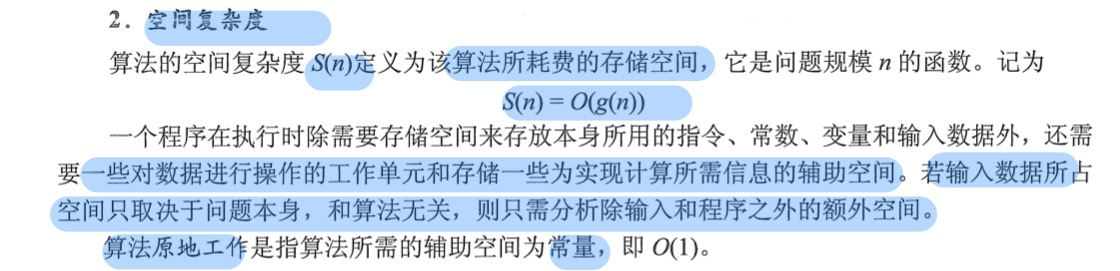 2. 空间复杂度
算法的空间复杂度 S(n)定义为该算法所耗费的存储空间，它是问题规模 n 的函数。记为
S(n) = O(g(n))
一个程序在执行时除需要存储空间来存放本身所用的指令、常数、变量和输入数据外，还需
要一些对数据进行操作的工作单元和存储一些为实现计算所需信息的辅助空间。若输入数据所占
空间只取决于问题本身，和算法无关，则只需分析除输入和程序之外的额外空间。
算法原地工作是指算法所需的辅助空间为常量，即 O(1)。